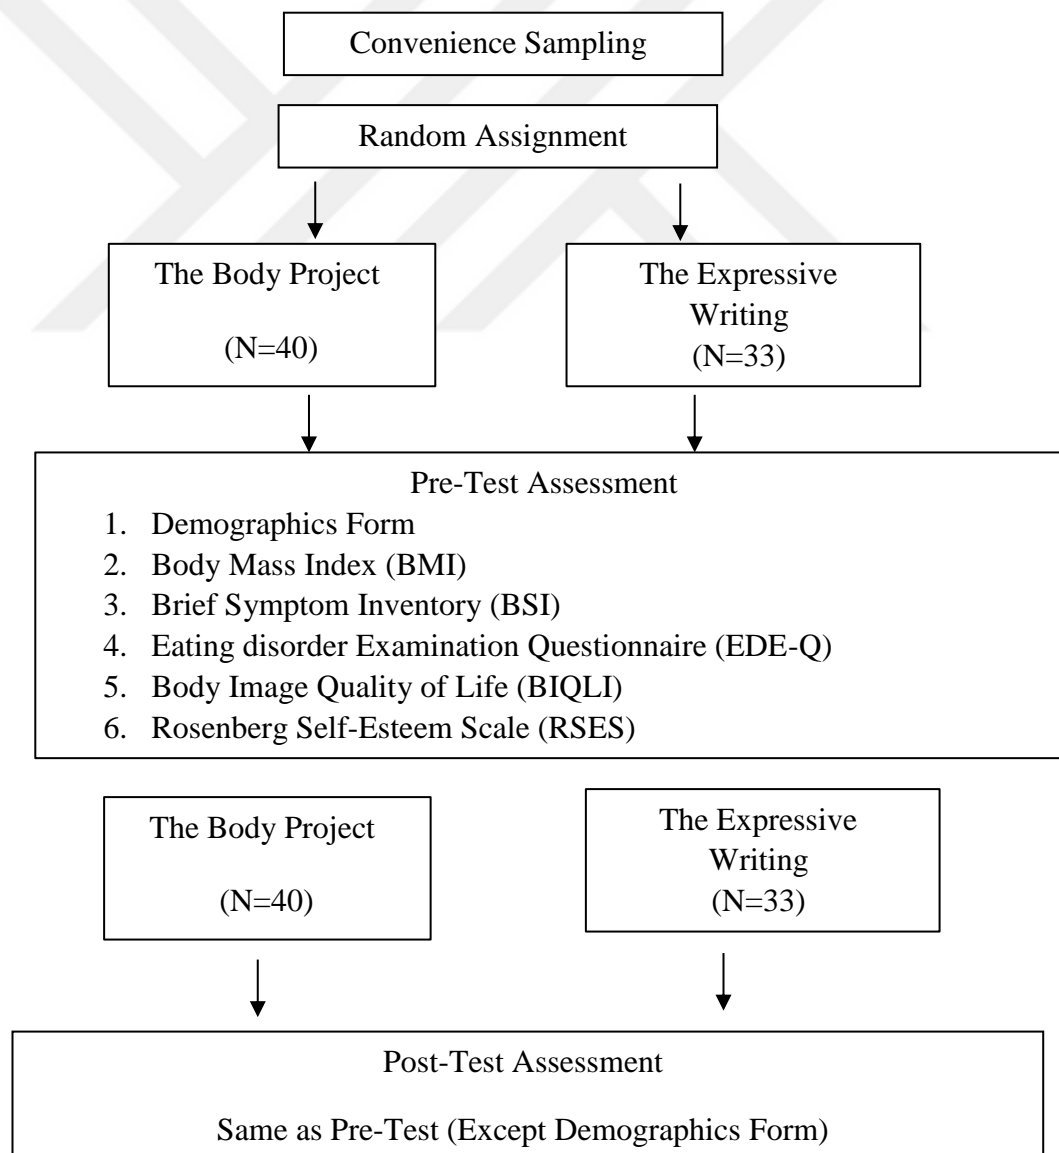 Convenience Sampling
Random Assignment
The Body Project
(N=40)
The Expressive
Writing
(N=33)
Pre-Test Assessment
1. Demographics Form
2. Body Mass Index (BMI)
3. Brief Symptom Inventory (BSI)
4. Eating disorder Examination Questionnaire (EDE-Q)
5. Body Image Quality of Life (BIQLI)
6. Rosenberg Self-Esteem Scale (RSES)
The Body Project
(N=40)
The Expressive
Writing
(N=33)
Post-Test Assessment
Same as Pre-Test (Except Demographics Form)